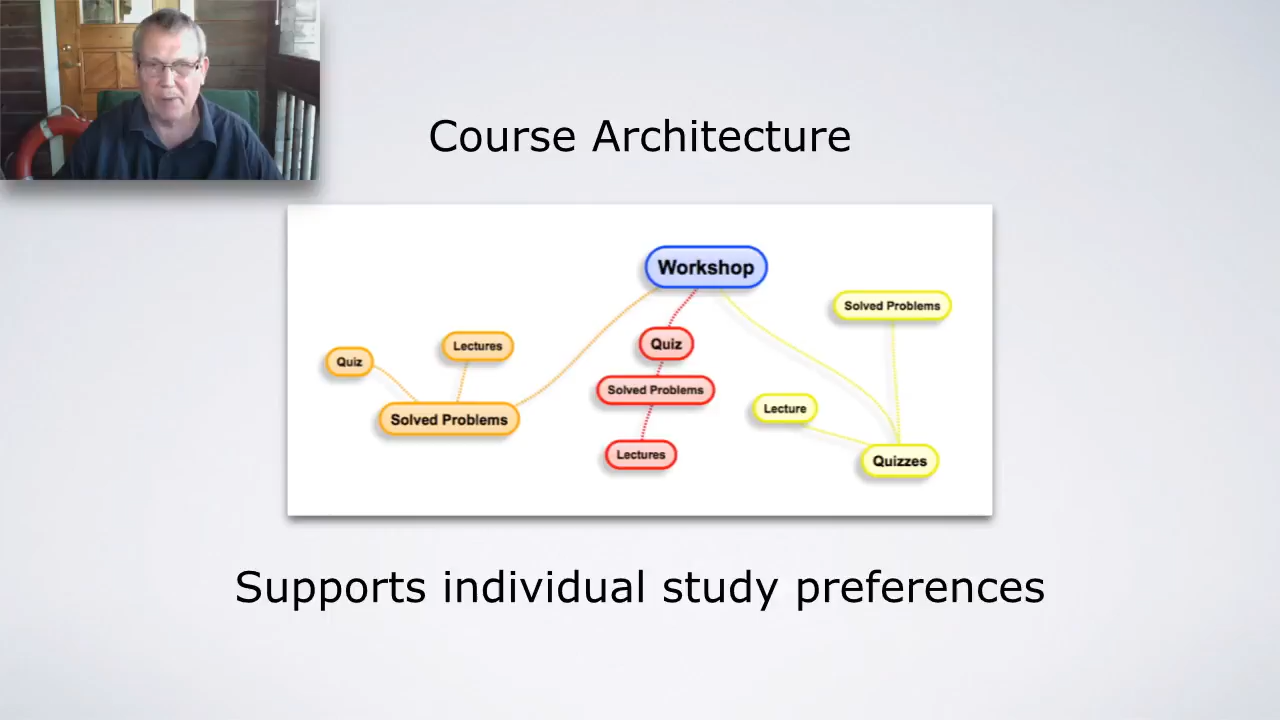 Course Architecture
Workshop
Solved Problems
Quiz
Lectures
Quiz
Solved Problems
Lecture
Solved Problems
Lectures
Quizzes
Supports individual study preferences